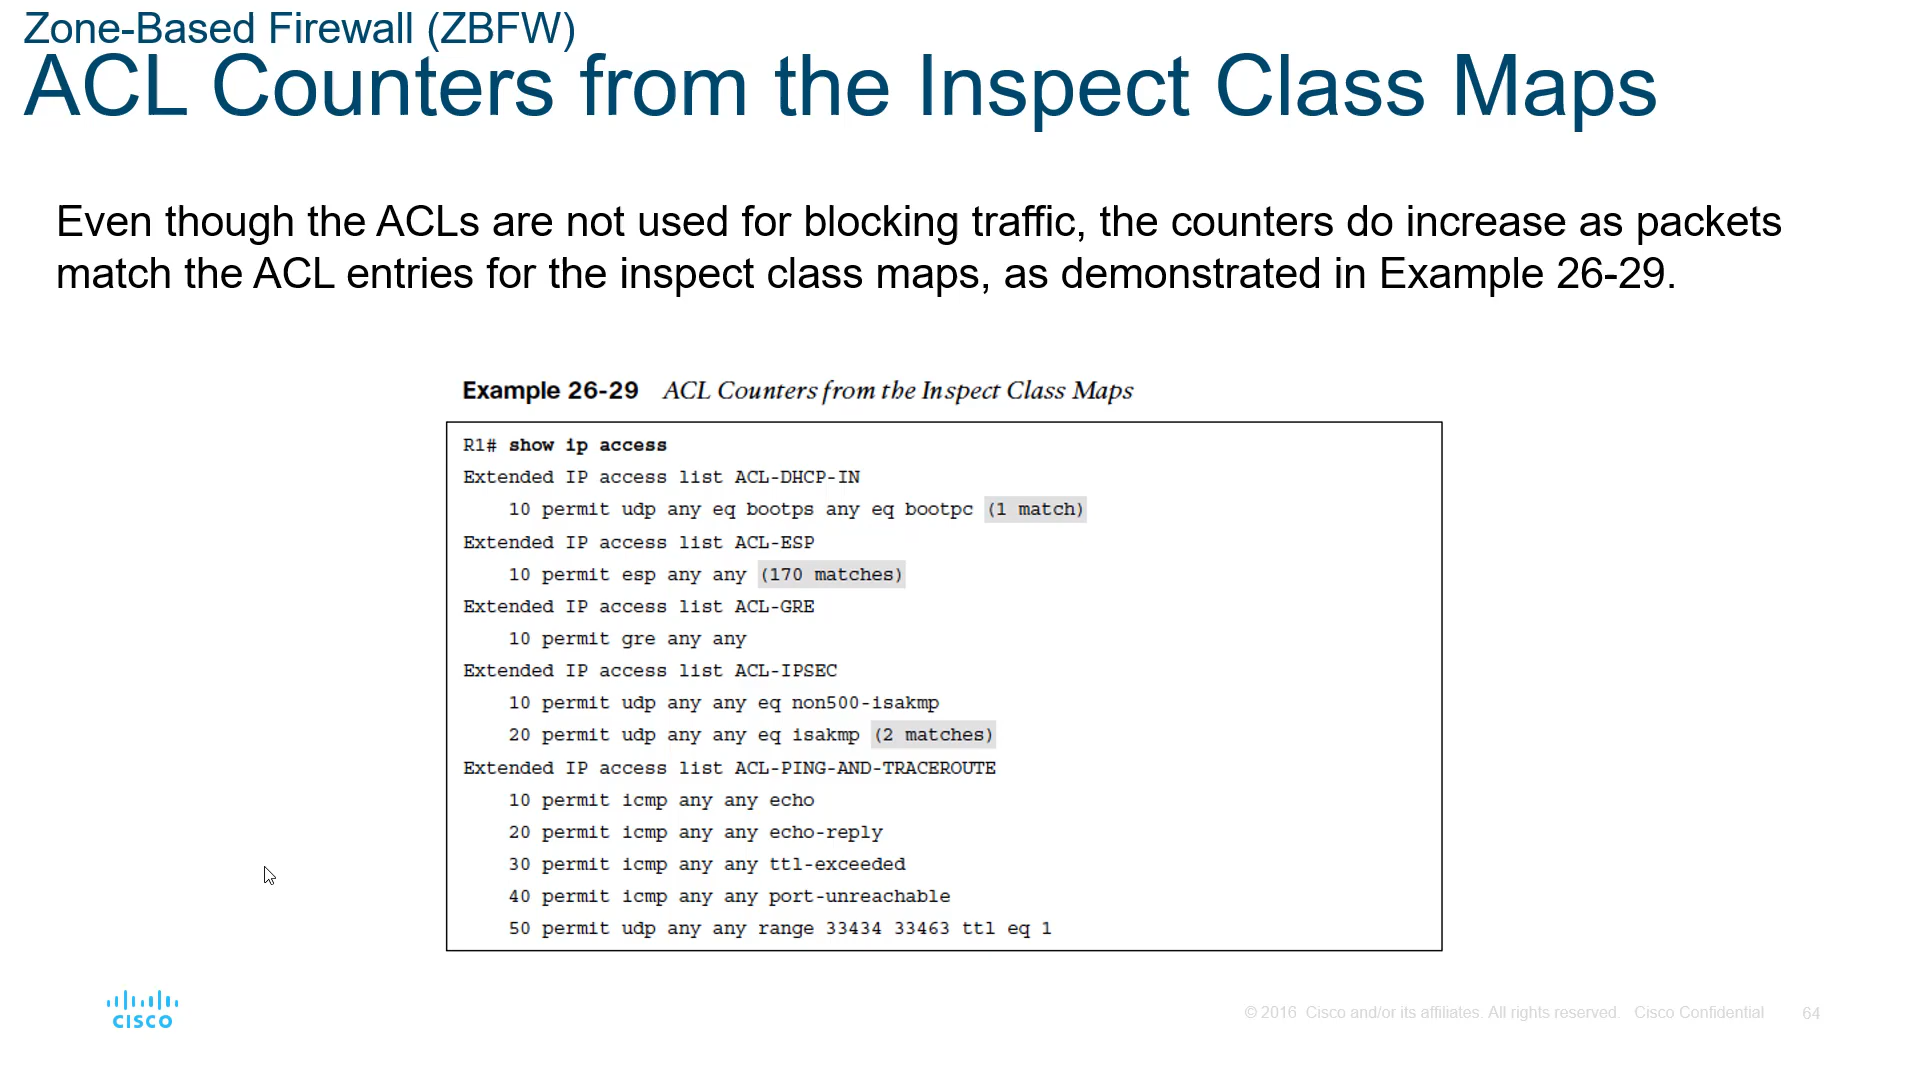 Zone-Based Firewall (ZBFW)
ACL Counters from the Inspect Class Maps
Even though the ACLs are not used for blocking traffic, the counters do increase as packets
match the ACL entries for the inspect class maps, as demonstrated in Example 26-29.
Example 26-29 ACL Counters from the Inspect Class Maps
R1# show ip access
Extended IP access list ACL-DHCP-IN
10 permit udp any eq bootps any eq bootpc (1 match)
Extended IP access list ACL-ESP
10 permit esp any any (170 matches)
Extended IP access list ACL-GRE
10 permit gre any any
Extended IP access list ACL-IPSEC
10 permit udp any any eq non500-isakmp
20 permit udp any any eq isakmp (2 matches)
Extended IP access list ACL-PING-AND-TRACEROUTE
10 permit icmp any any echo
20 permit icmp any any echo-reply
30 permit icmp any any ttl-exceeded
40 permit icmp any any port-unreachable
50 permit udp any any range 33434 33463 ttl eq 1
CISCO
© 2016 Cisco and/or its affiliates. All rights reserved. Cisco Confidential 64